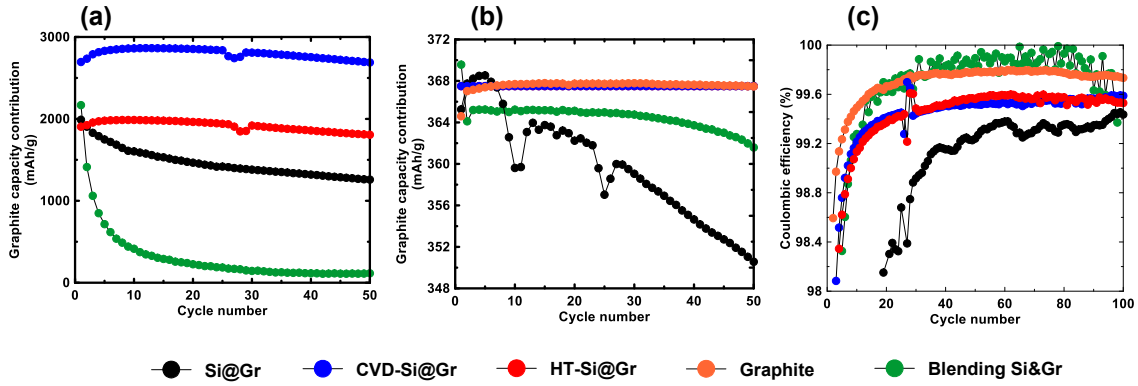 (a)
Graphite capacity contribution
(mAh/g)
3000
2000
1000
0
0 10 20 30 40 50
Cycle number
(b)
Graphite capacity contribution
(mAh/g)
372
368
364
360
356
352
348
0 10 20 30 40 50
Cycle number
(c)
Coulombic efficiency (%)
100
99.6
99.2
98.8
98.4
98
0 20 40 60 80 100
Cycle number
Si@Gr CVD-Si@Gr HT-Si@Gr Graphite Blending Si&Gr